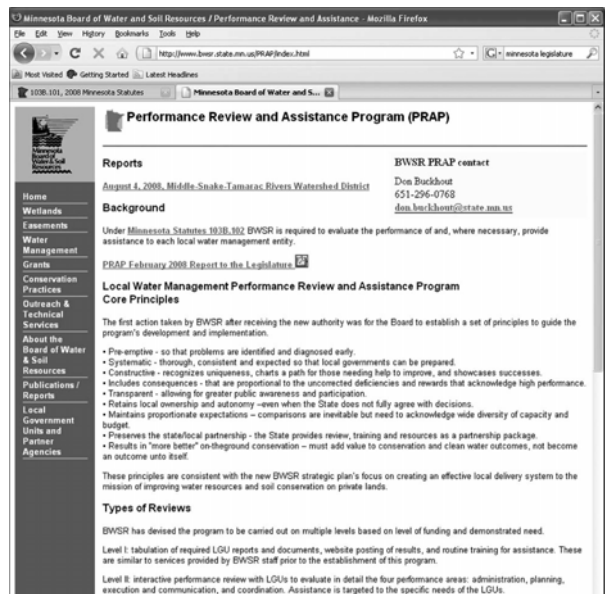 Minnesota Board of Water and Soil Resources / Performance Review and Assistance - Mozilla Firefox
File Edit View History Bookmarks Tools Help
http://www.bwsr.state.mn.us/PRAP/index.html
minnesota legislature
Most Visited Getting Started Latest Headlines
103B.101, 2008 Minnesota Statutes
Minnesota Board of Water and S...
Minnesota
Board of
Water & Soil
Resources
Performance Review and Assistance Program (PRAP)
Home
Wetlands
Easements
Water
Management
Grants
Conservation
Practices
Outreach &
Technical
Services
About the
Board of Water
& Soil
Resources
Publications /
Reports
Local
Government
Units and
Partner
Agencies
Reports
August 4, 2008, Middle-Snake-Tamarac Rivers Watershed District
BWSR PRAP contact
Don Buckhout
651-296-0768
don.buckhout@state.mn.us
Background
Under Minnesota Statutes 103B.102 BWSR is required to evaluate the performance of and, where necessary, provide
assistance to each local water management entity.
PRAP February 2008 Report to the Legislature
Local Water Management Performance Review and Assistance Program
Core Principles
The first action taken by BWSR after receiving the new authority was for the Board to establish a set of principles to guide the
program's development and implementation.
• Pre-emptive - so that problems are identified and diagnosed early.
• Systematic - thorough, consistent and expected so that local governments can be prepared.
• Constructive - recognizes uniqueness, charts a path for those needing help to improve, and showcases successes.
• Includes consequences - that are proportional to the uncorrected deficiencies and rewards that acknowledge high performance.
• Transparent - allowing for greater public awareness and participation.
• Retains local ownership and autonomy –even when the State does not fully agree with decisions.
• Maintains proportionate expectations – comparisons are inevitable but need to acknowledge wide diversity of capacity and
budget.
• Preserves the state/local partnership - the State provides review, training and resources as a partnership package.
• Results in "more better" on-theground conservation – must add value to conservation and clean water outcomes, not become
an outcome unto itself.
These principles are consistent with the new BWSR strategic plan's focus on creating an effective local delivery system to the
mission of improving water resources and soil conservation on private lands.
Types of Reviews
BWSR has devised the program to be carried out on multiple levels based on level of funding and demonstrated need.
Level I: tabulation of required LGU reports and documents, website posting of results, and routine training for assistance. These
are similar to services provided by BWSR staff prior to the establishment of this program.
Level II: interactive performance review with LGUs to evaluate in detail the four performance areas: administration, planning,
execution and communication, and coordination. Assistance is targeted to the specific needs of the LGUs.